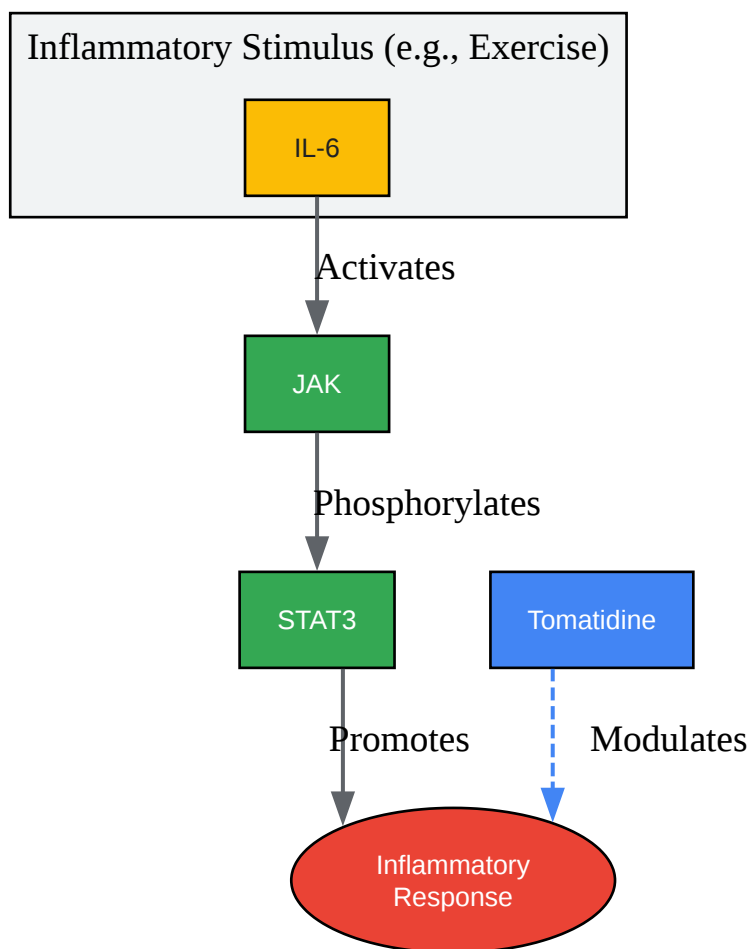 Inflammatory Stimulus (e.g., Exercise)
IL-6
Activates
JAK
Phosphorylates
STAT3
Tomatidine
Promotes
Modulates
Inflammatory
Response